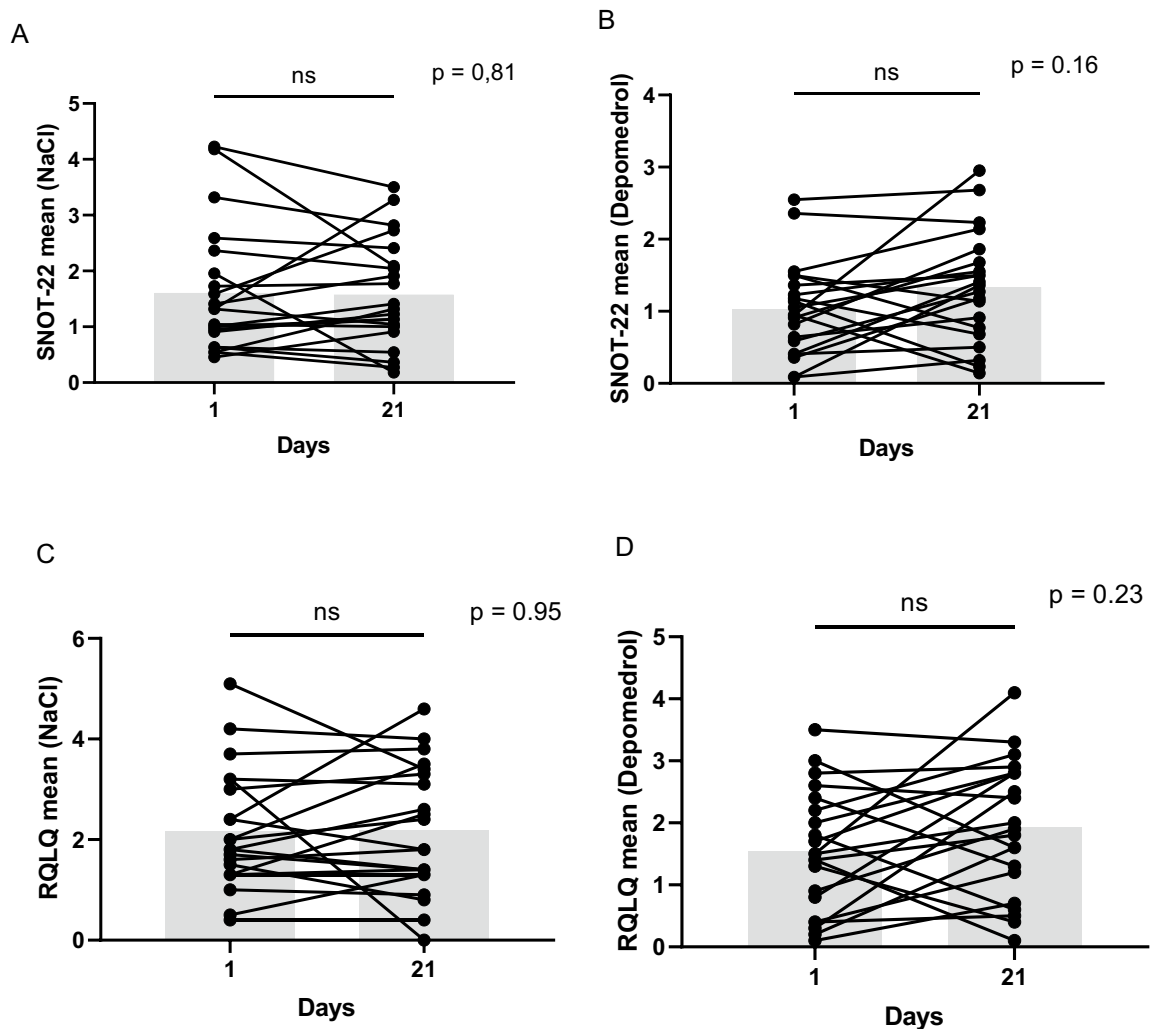 A
ns
p = 0,81
SNOT-22 mean (NaCl)
5
4
3
2
1
0
1
21
Days
B
ns
p = 0.16
SNOT-22 mean (Depomedrol)
4
3
2
1
0
1
21
Days
C
ns
p = 0.95
RQLQ mean (NaCl)
6
4
2
0
1
21
Days
D
ns
p = 0.23
RQLQ mean (Depomedrol)
5
4
3
2
1
0
1
21
Days